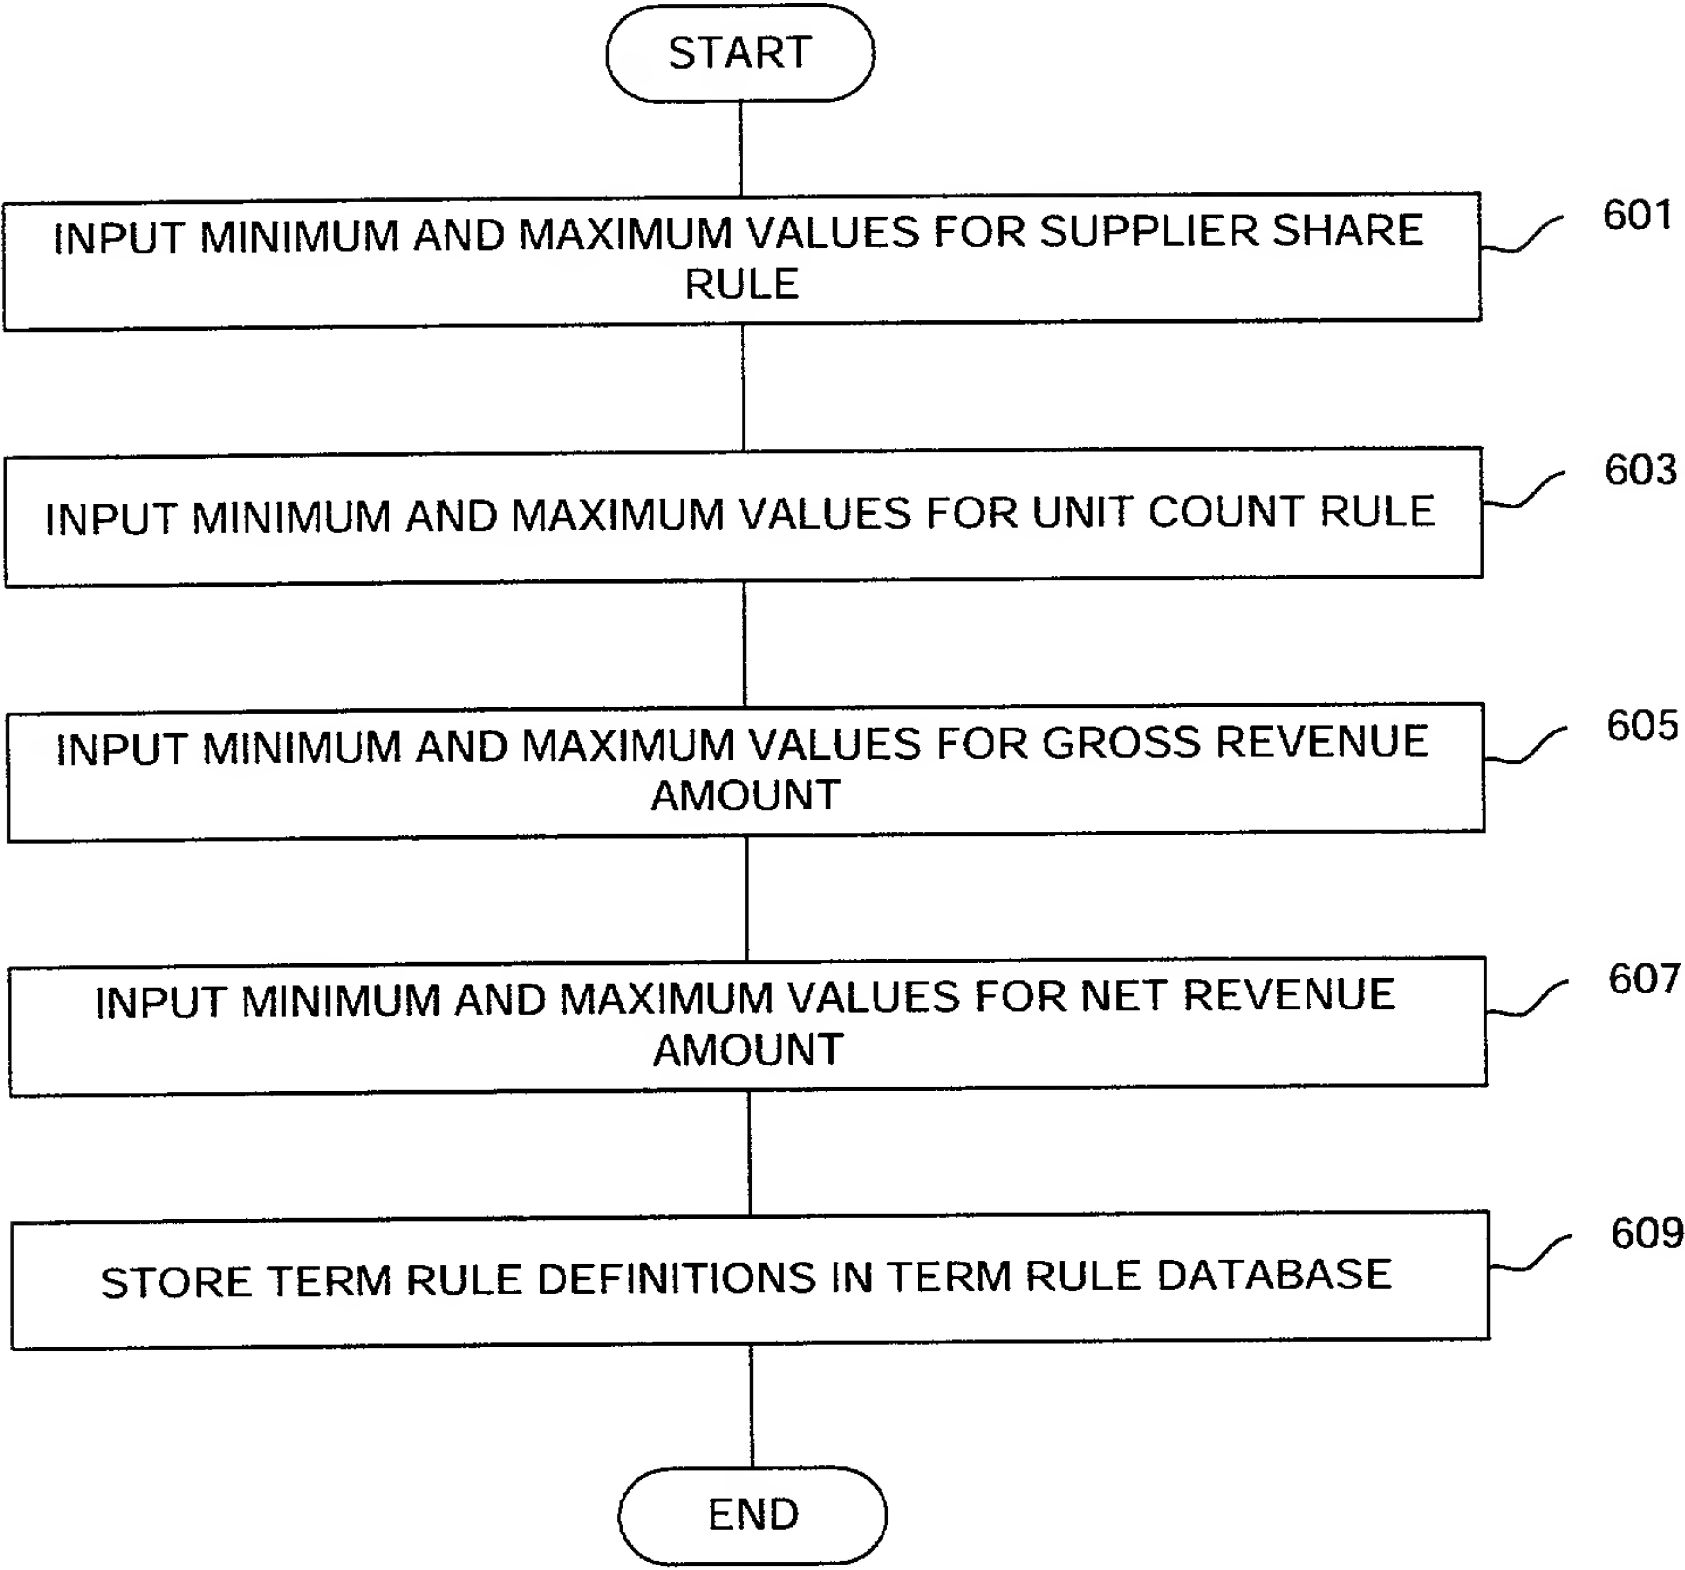 START
INPUT MINIMUM AND MAXIMUM VALUES FOR SUPPLIER SHARE
RULE
601
INPUT MINIMUM AND MAXIMUM VALUES FOR UNIT COUNT RULE
603
INPUT MINIMUM AND MAXIMUM VALUES FOR GROSS REVENUE
AMOUNT
605
INPUT MINIMUM AND MAXIMUM VALUES FOR NET REVENUE
AMOUNT
607
STORE TERM RULE DEFINITIONS IN TERM RULE DATABASE
609
END